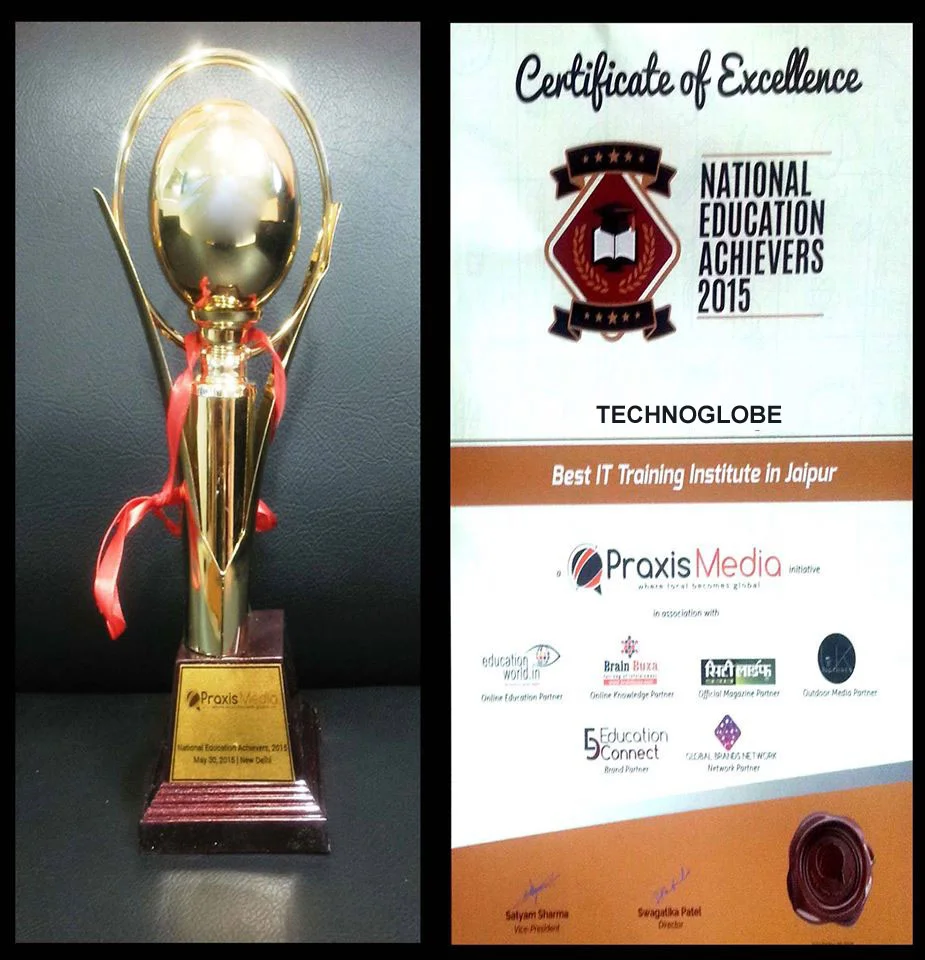 Praxis Media
National Education Achievers, 2015
May 30, 2015 | New Delhi
Certificate of Excellence
NATIONAL
EDUCATION
ACHIEVERS
2015
TECHNOGLOBE
Best IT Training Institute in Jaipur
a Praxis Media initiative
where local becomes global
in association with
education
world.in
Online Education Partner
Brain Buxa
Online Knowledge Partner
सिटी लाईफ
Official Magazine Partner
Outdoor Media Partner
Education
Connect
Brand Partner
GLOBAL BRANDS NETWORK
Network Partner
Satyam Sharma
Vice-President
Swagatika Patel
Director